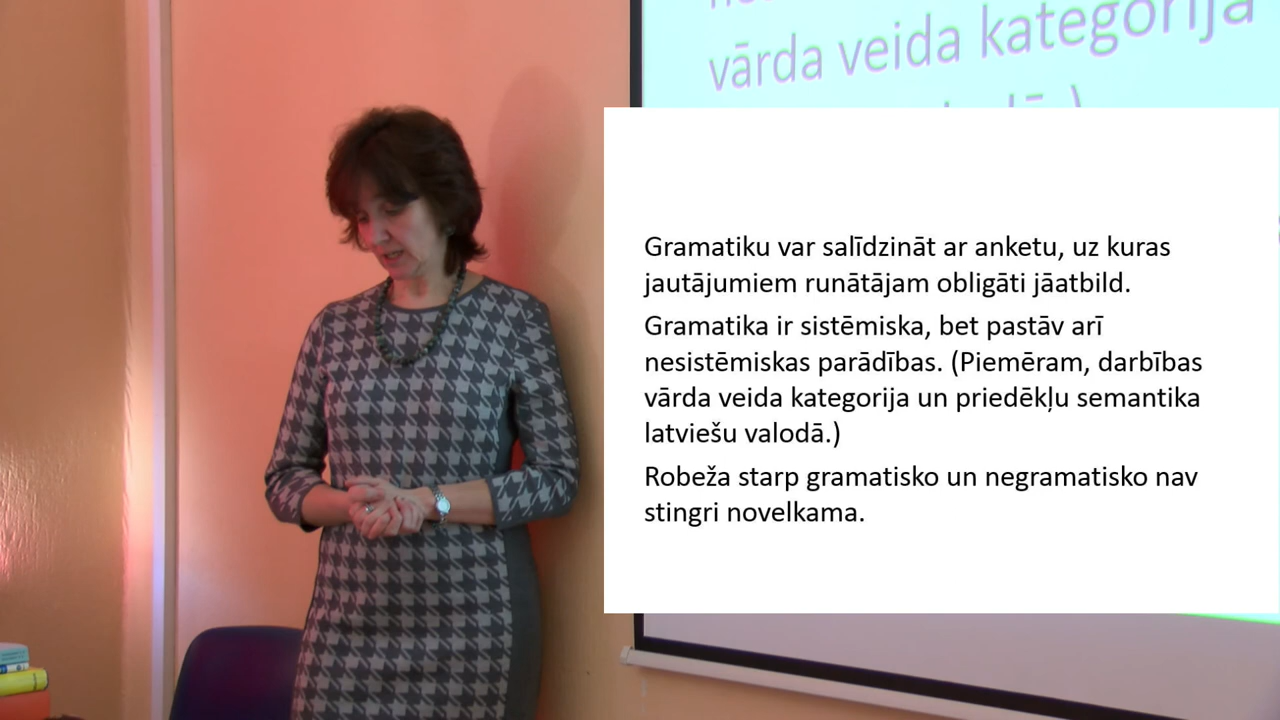 vārda veida kategorija
Gramatiku var salīdzināt ar anketu, uz kuras
jautājumiem runātājam obligāti jāatbild.
Gramatika ir sistēmiska, bet pastāv arī
nesistēmiskas parādības. (Piemēram, darbības
vārda veida kategorija un priedēkļu semantika
latviešu valodā.)
Robeža starp gramatisko un negramatisko nav
stingri novelkama.